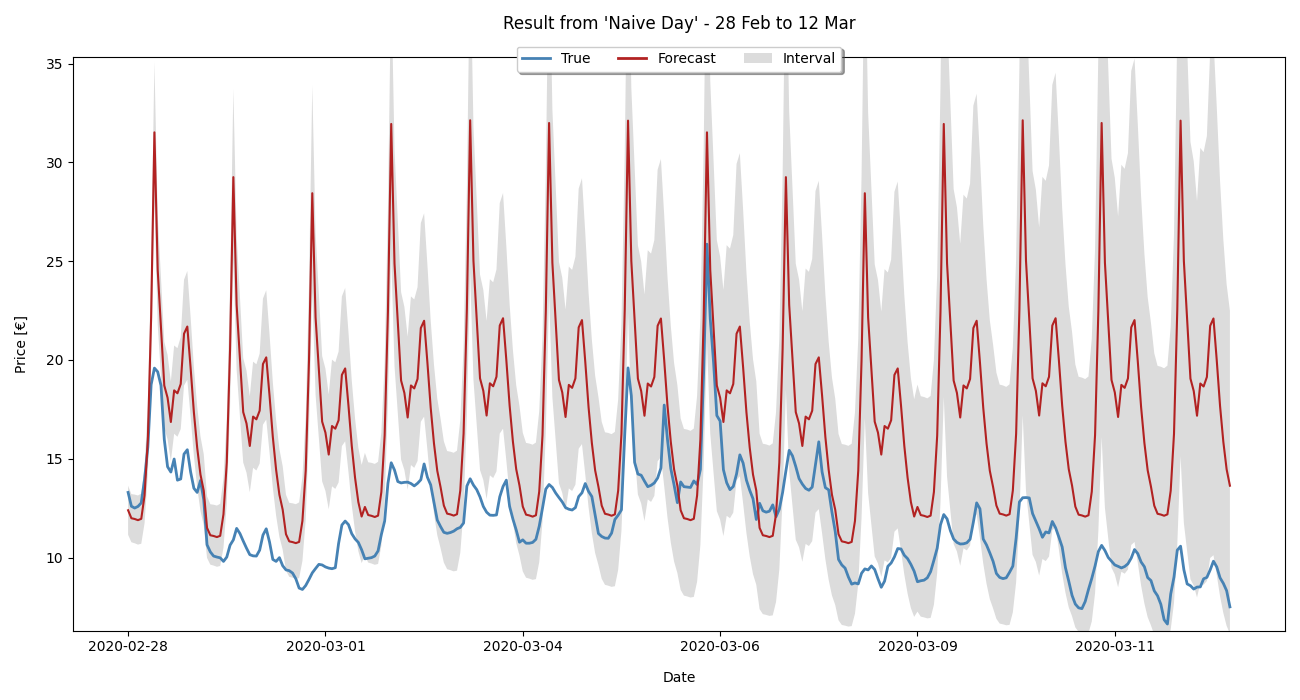 Result from 'Naive Day' - 28 Feb to 12 Mar
True Forecast Interval
35
30
25
20
15
10
Price [€]
2020-02-28 2020-03-01 2020-03-04 2020-03-06 2020-03-09 2020-03-11
Date